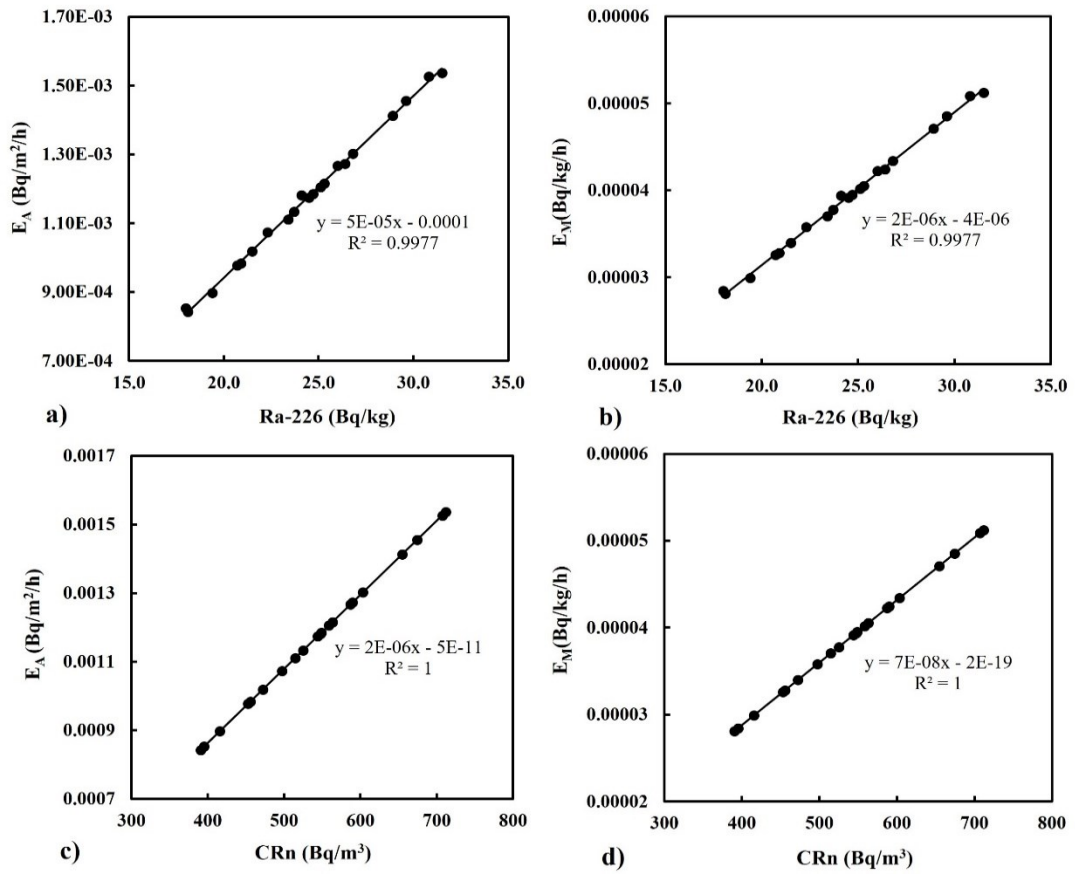 1.70E-03
1.50E-03
1.30E-03
1.10E-03
9.00E-04
7.00E-04
E_A (Bq/m²/h)
y = 5E-05x - 0.0001
R² = 0.9977
15.0 20.0 25.0 30.0 35.0
a) Ra-226 (Bq/kg)
0.00006
0.00005
0.00004
0.00003
0.00002
E_M(Bq/kg/h)
y = 2E-06x - 4E-06
R² = 0.9977
15.0 20.0 25.0 30.0 35.0
b) Ra-226 (Bq/kg)
0.0017
0.0015
0.0013
0.0011
0.0009
0.0007
E_A (Bq/m²/h)
y = 2E-06x - 5E-11
R² = 1
300 400 500 600 700 800
c) CRn (Bq/m³)
0.00006
0.00005
0.00004
0.00003
0.00002
E_M(Bq/kg/h)
y = 7E-08x - 2E-19
R² = 1
300 400 500 600 700 800
d) CRn (Bq/m³)